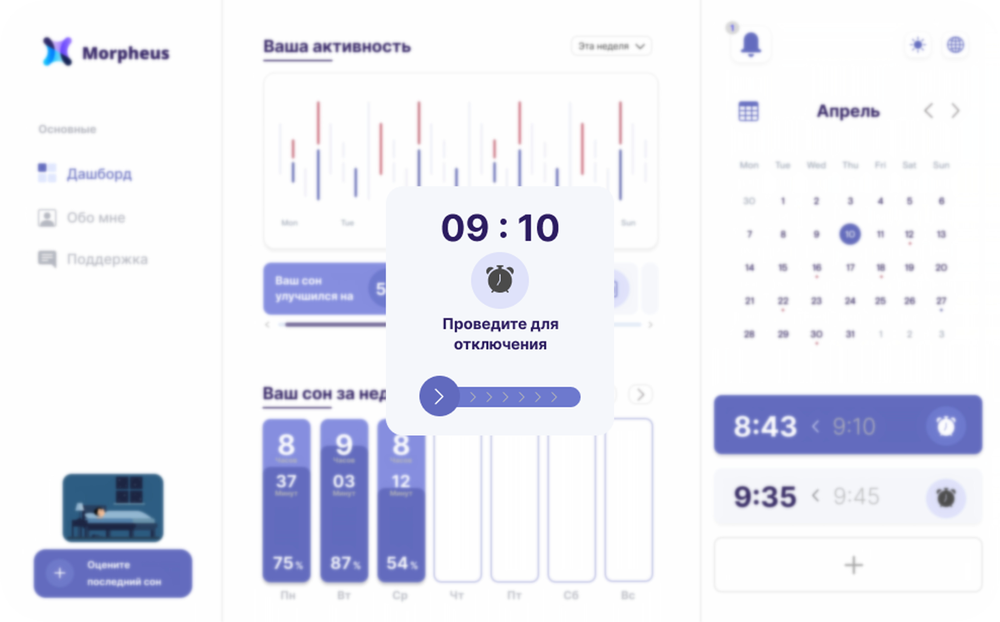 Morpheus
Основные
Дашборд
Обо мне
Поддержка
Оцените
последний сон
Ваша активность
Эта неделя
Mon Tue Sun
Ваш сон
улучшился на
5
09 : 10
Проведите для
отключения
Ваш сон за нед
8 9 8
Часов Часов Часов
37 03 12
Минут Минут Минут
75% 87% 54%
Пн Вт Ср Чт Пт Сб Вс
1
Апрель
Mon Tue Wed Thu Fri Sat Sun
30 1 2 3 4 5 6
7 8 9 10 11 12 13
14 15 16 17 18 19 20
21 22 23 24 25 26 27
28 29 30 31 1 2 3
8:43 < 9:10
9:35 < 9:45